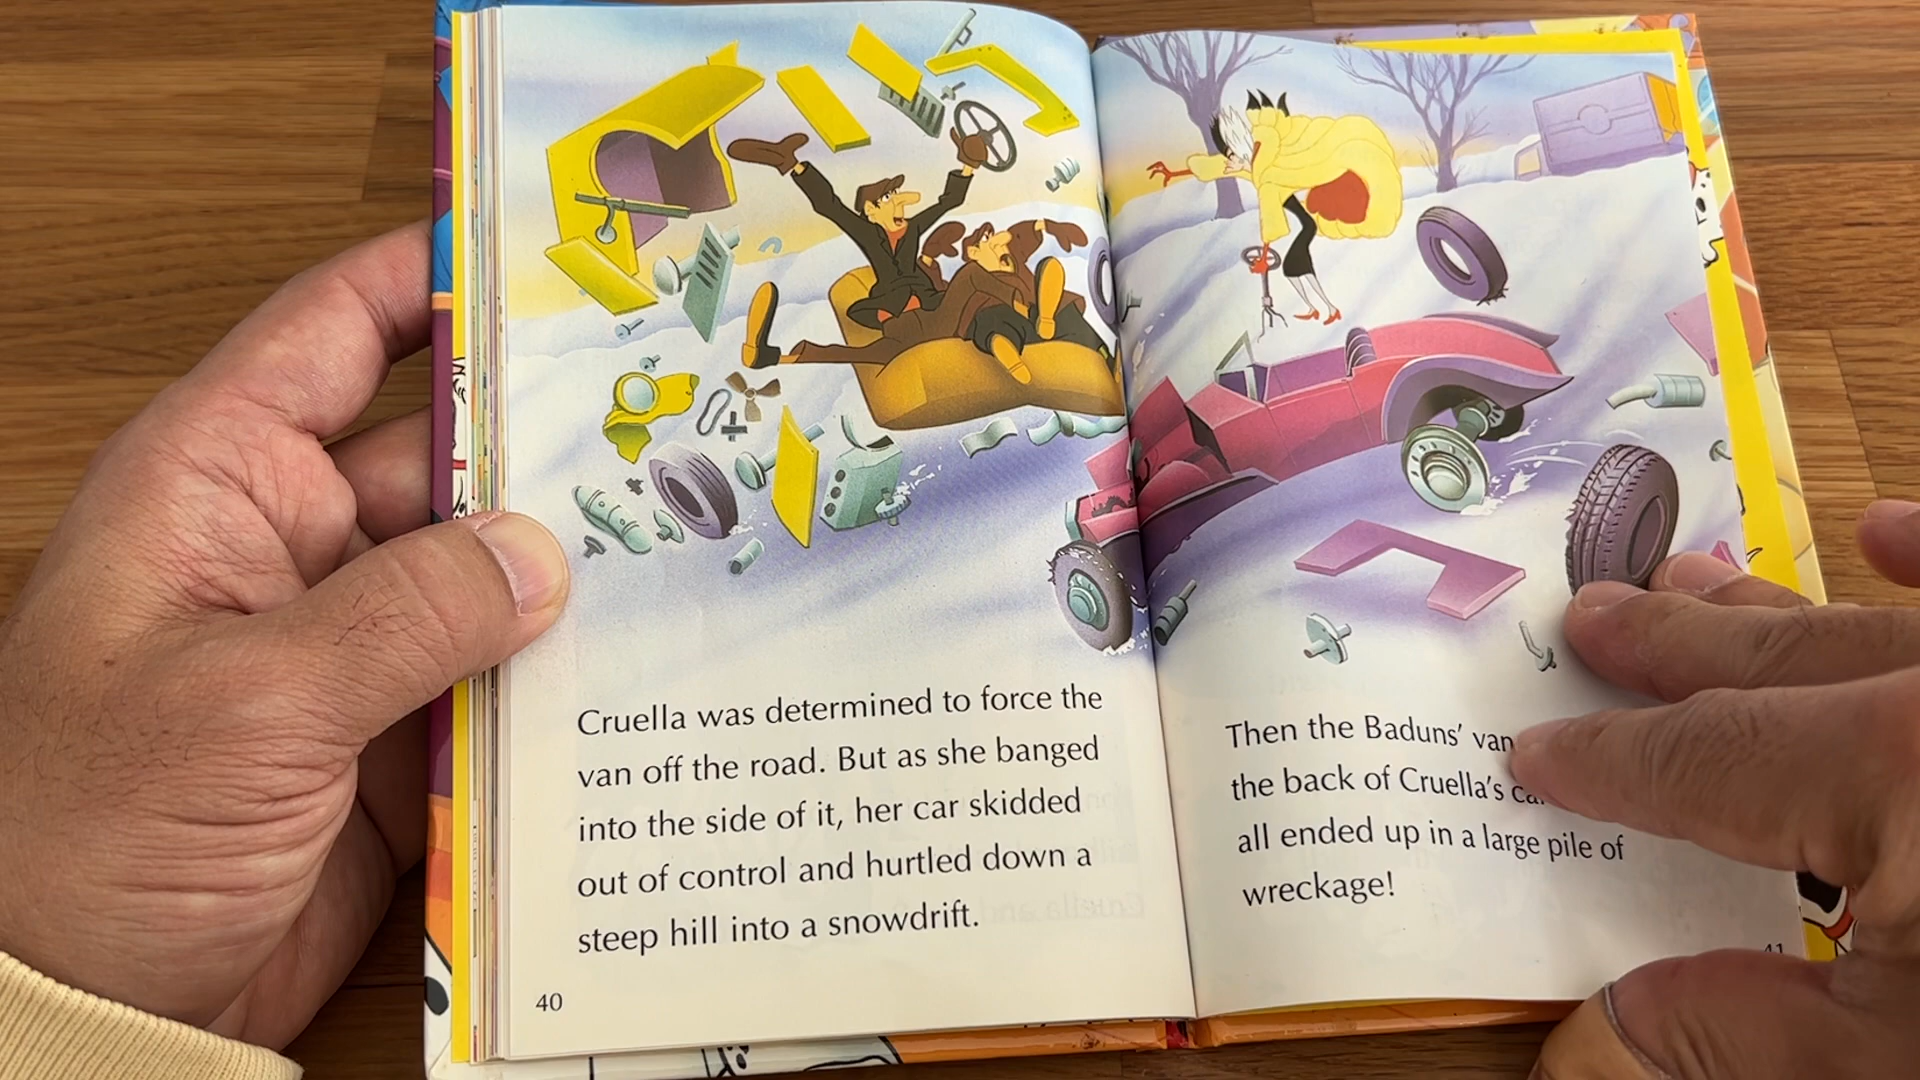 Cruella was determined to force the
van off the road. But as she banged
into the side of it, her car skidded
out of control and hurtled down a
steep hill into a snowdrift.
40
Then the Baduns’ van
the back of Cruella’s
all ended up in a large pile of
wreckage!
41